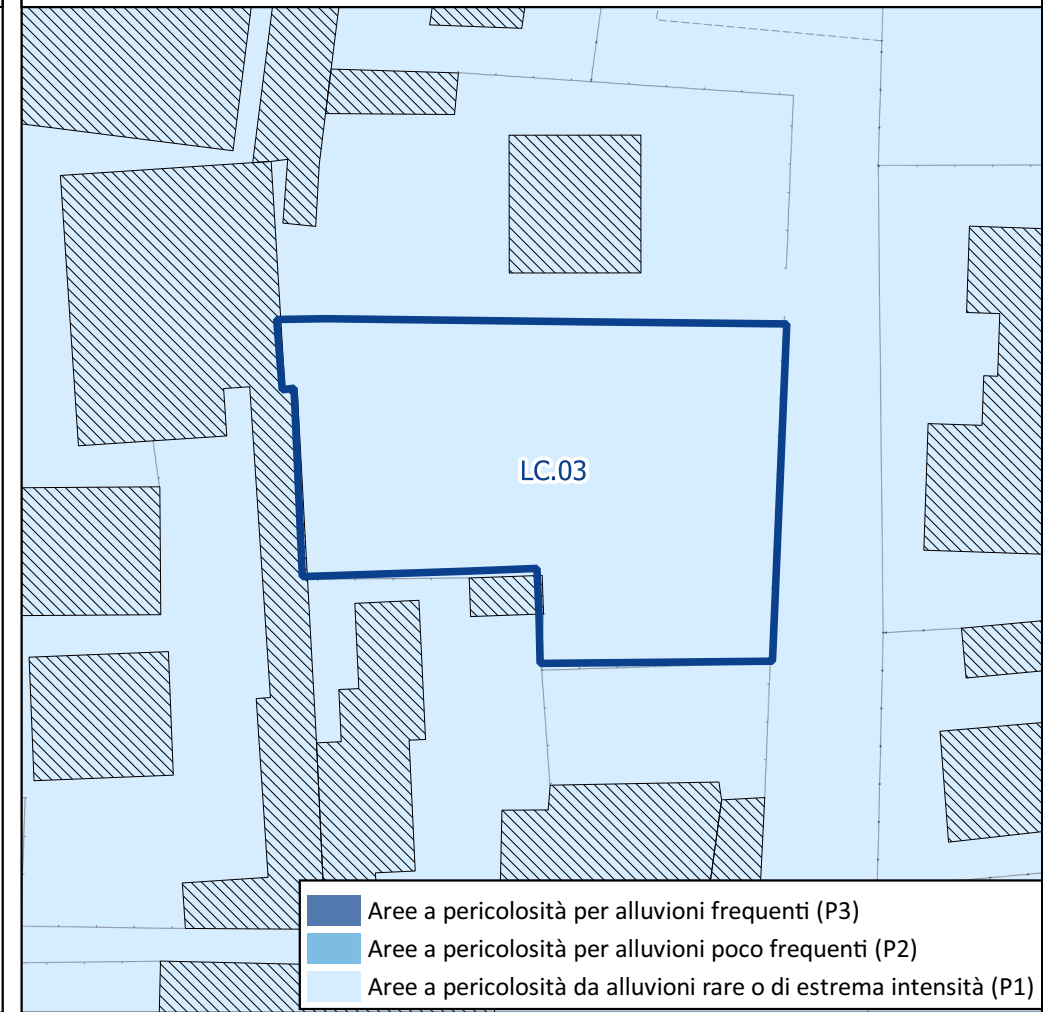 LC.03
Aree a pericolosità per alluvioni frequenti (P3)
Aree a pericolosità per alluvioni poco frequenti (P2)
Aree a pericolosità da alluvioni rare o di estrema intensità (P1)